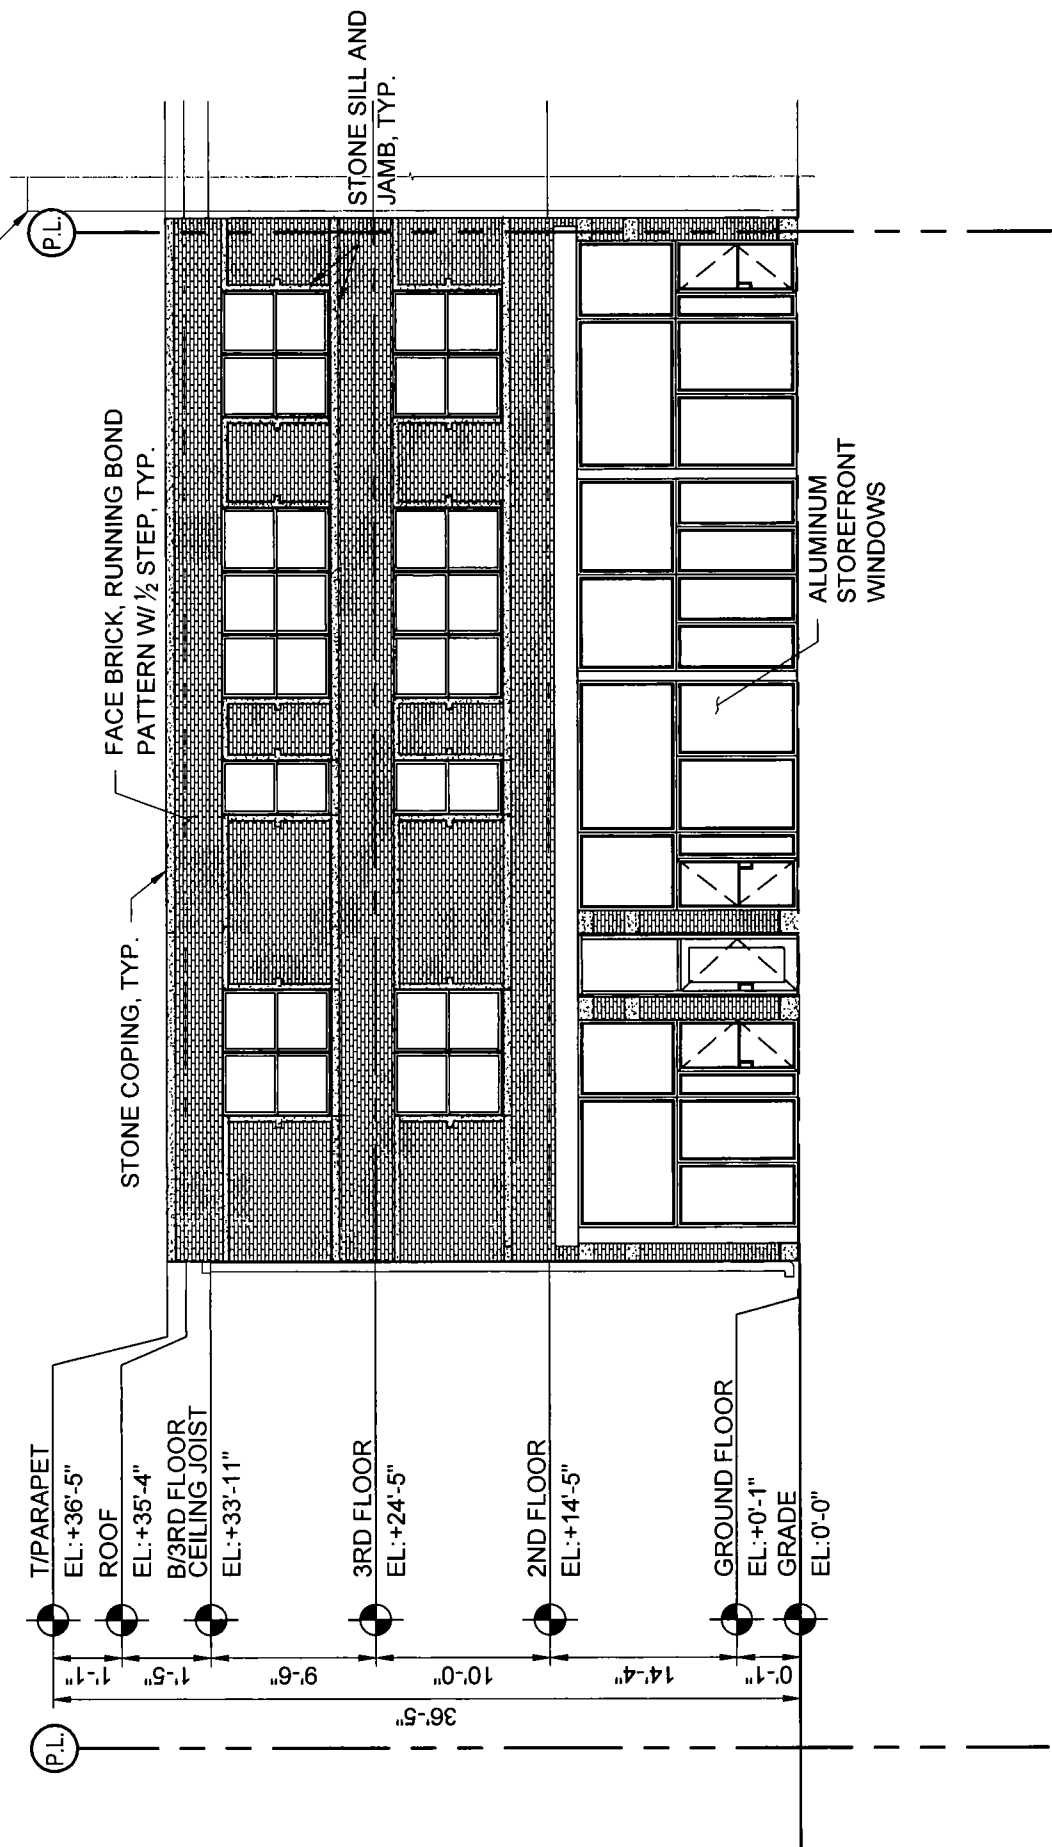 P.L.
T/PARAPET
EL:+36'-5"
ROOF
EL:+35'-4"
B/3RD FLOOR
CEILING JOIST
EL:+33'-11"
3RD FLOOR
EL:+24'-5"
2ND FLOOR
EL:+14'-5"
GROUND FLOOR
EL:+0'-1"
GRADE
EL:0'-0"
1'-1"
1'-5"
9'-6"
10'-0"
14'-4"
0'-1"
36'-5"
STONE COPING, TYP.
FACE BRICK, RUNNING BOND
PATTERN W/ ½ STEP, TYP.
P.L.
STONE SILL AND
JAMB, TYP.
ALUMINUM
STOREFRONT
WINDOWS